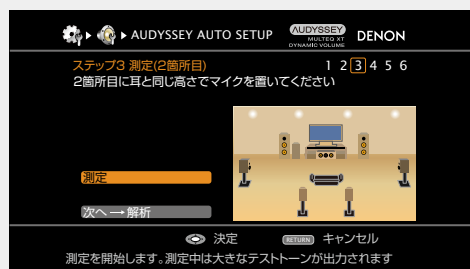 AUDYSSEY AUTO SETUP
AUDYSSEY
MULTEQ XT
DYNAMIC VOLUME
DENON
ステップ3 測定(2箇所目)
1 2 3 4 5 6
2箇所目に耳と同じ高さでマイクを置いてください
測定
次へ→解析
決定
RETURN キャンセル
測定を開始します。測定中は大きなテストトーンが出力されます